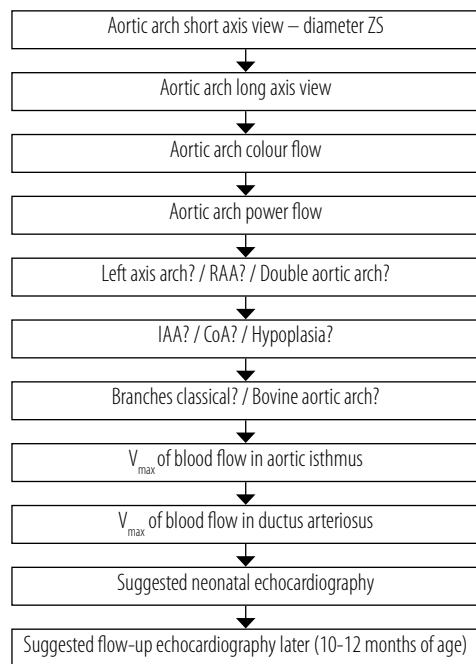 Aortic arch short axis view – diameter ZS
Aortic arch long axis view
Aortic arch colour flow
Aortic arch power flow
Left axis arch? / RAA? / Double aortic arch?
IAA? / CoA? / Hypoplasia?
Branches classical? / Bovine aortic arch?
Vmax of blood flow in aortic isthmus
Vmax of blood flow in ductus arteriosus
Suggested neonatal echocardiography
Suggested flow-up echocardiography later (10-12 months of age)